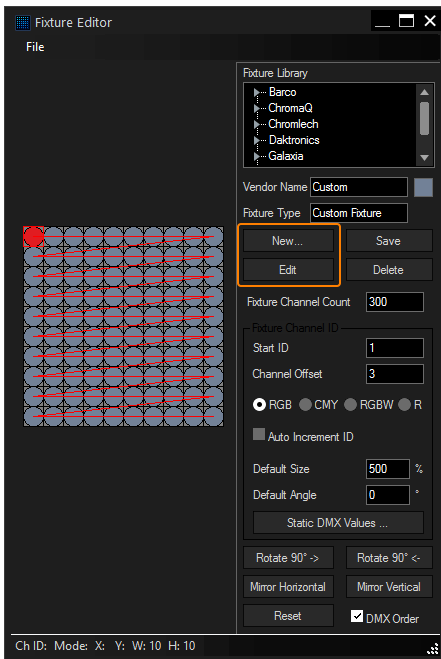 Fixture Editor
File
Fixture Library
Barco
ChromaQ
Chromlech
Daktronics
Galaxia
Vendor Name Custom
Fixture Type Custom Fixture
New... Save
Edit Delete
Fixture Channel Count 300
Fixture Channel ID
Start ID 1
Channel Offset 3
RGB CMY RGBW R
Auto Increment ID
Default Size 500 %
Default Angle 0 °
Static DMX Values ...
Rotate 90° -> Rotate 90° <-
Mirror Horizontal Mirror Vertical
Reset DMX Order
Ch ID: Mode: X: Y: W: 10 H: 10